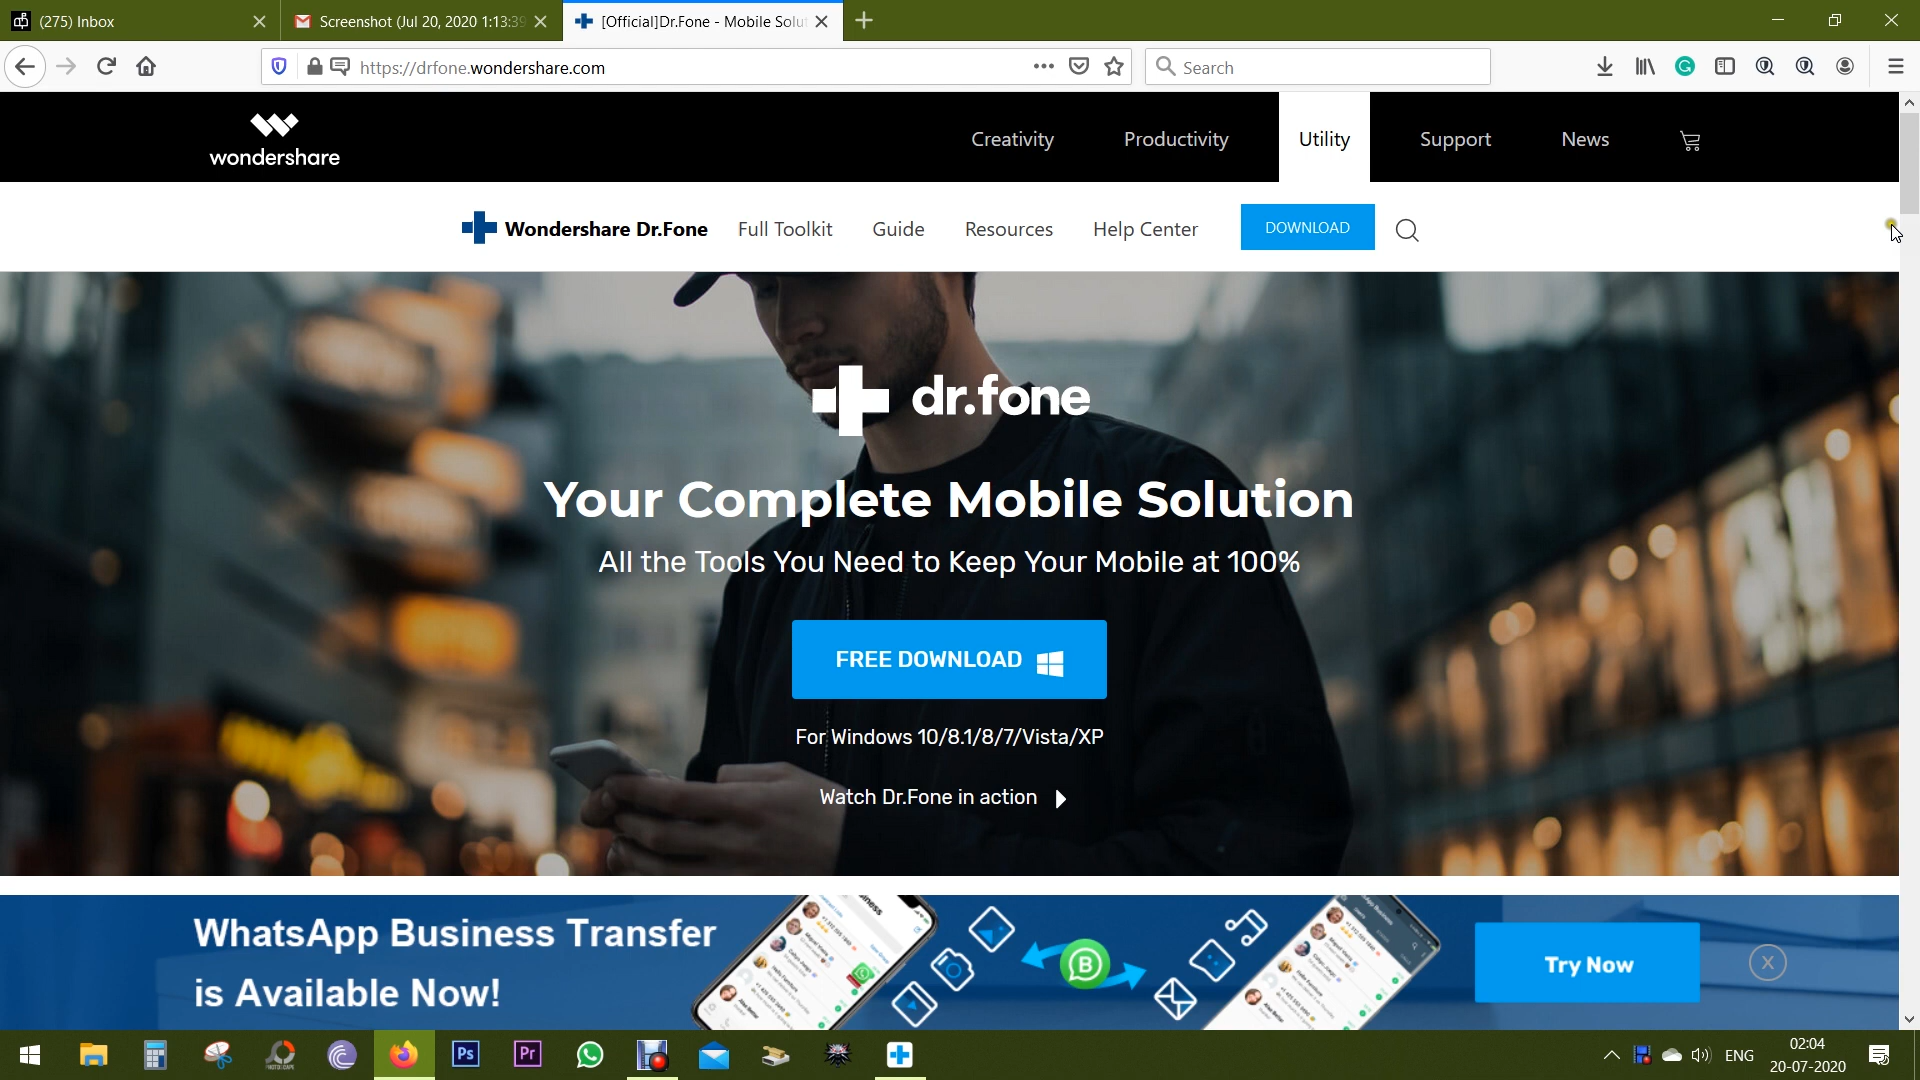 (275) Inbox
Screenshot (Jul 20, 2020 1:13:39
[Official]Dr.Fone - Mobile Solu
https://drfone.wondershare.com
Search
wondershare
Creativity
Productivity
Utility
Support
News
Wondershare Dr.Fone
Full Toolkit
Guide
Resources
Help Center
DOWNLOAD
dr.fone
Your Complete Mobile Solution
All the Tools You Need to Keep Your Mobile at 100%
FREE DOWNLOAD
For Windows 10/8.1/8/7/Vista/XP
Watch Dr.Fone in action
WhatsApp Business Transfer
is Available Now!
B
Try Now
X
Ps
Pr
ENG
02:04
20-07-2020